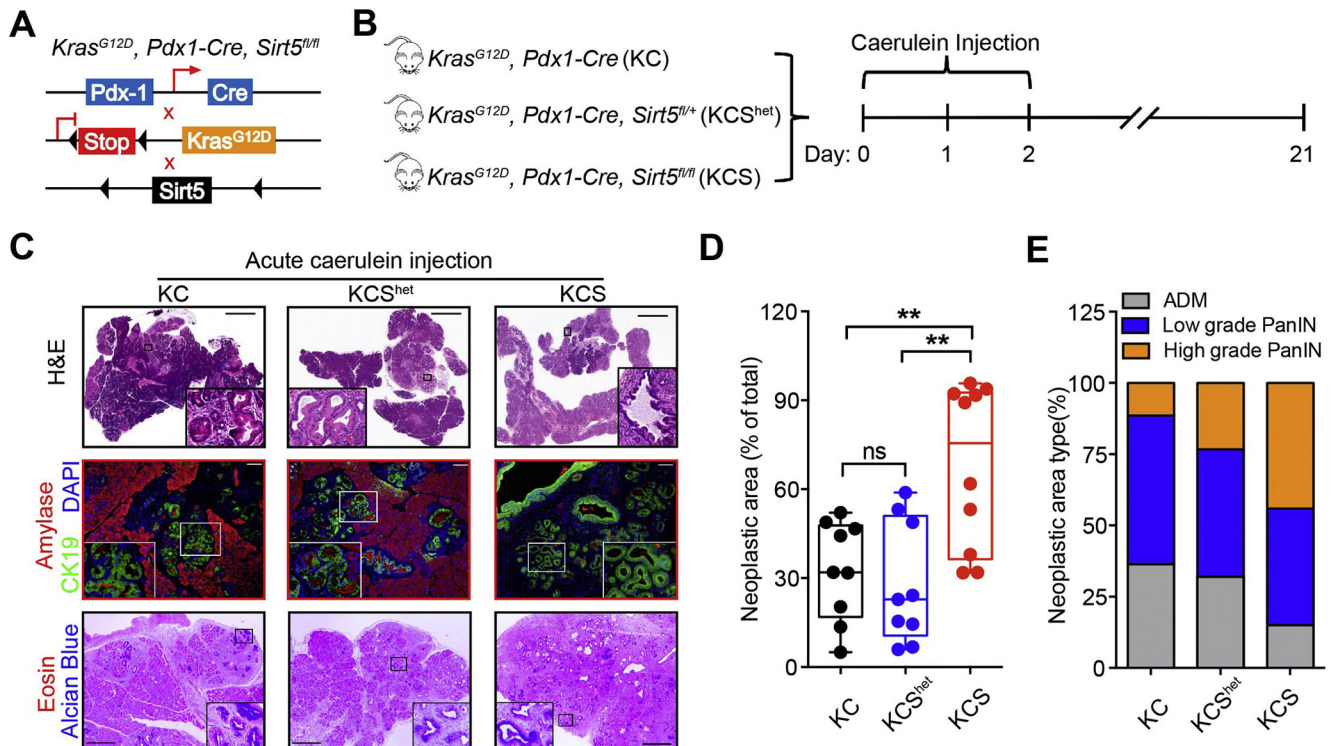 A
Kras^G12D, Pdx1-Cre, Sirt5^fl/fl
Pdx-1
Cre
x
Stop
Kras^G12D
x
Sirt5
B
Kras^G12D, Pdx1-Cre (KC)
Kras^G12D, Pdx1-Cre, Sirt5^fl/+ (KCS^het)
Kras^G12D, Pdx1-Cre, Sirt5^fl/fl (KCS)
Caerulein Injection
Day: 0 1 2 21
C
Acute caerulein injection
KC KCS^het KCS
H&E
Amylase
CK19 DAPI
Eosin
Alcian Blue
D
Neoplastic area (% of total)
120
90
60
30
0
**
**
ns
KC KCS^het KCS
E
ADM
Low grade PanIN
High grade PanIN
Neoplastic area type(%)
125
100
75
50
25
0
KC KCS^het KCS